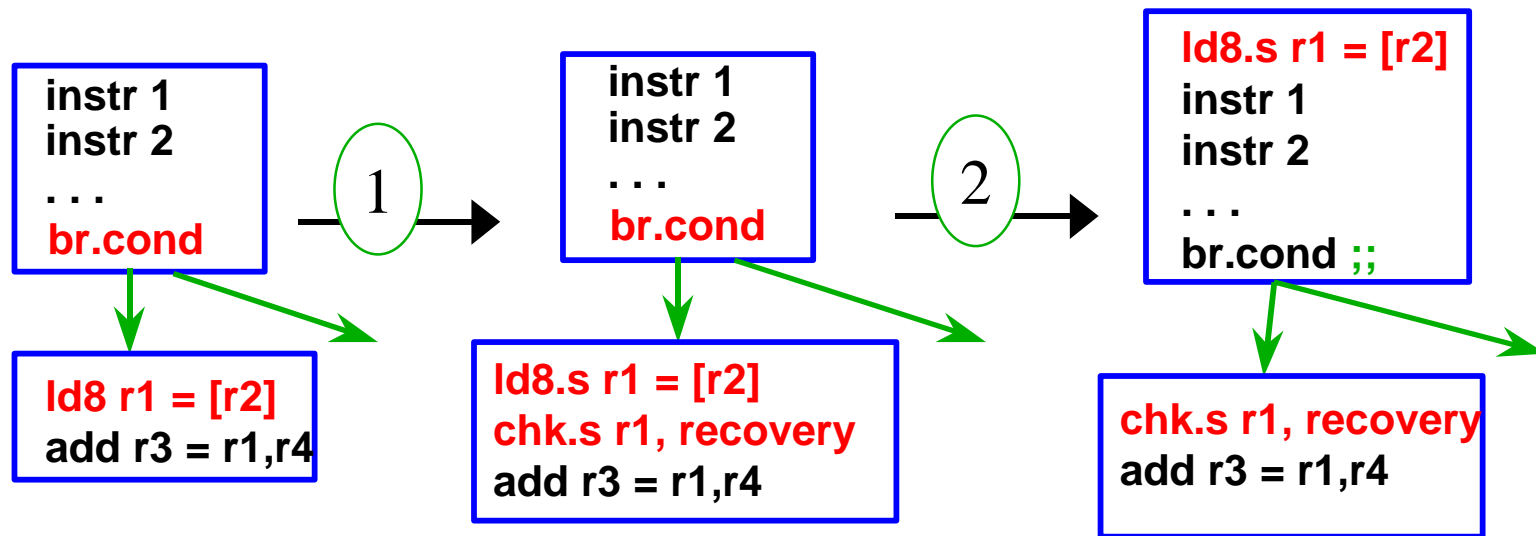 instr 1
instr 2
. . .
br.cond
ld8 r1 = [r2]
add r3 = r1,r4
1
instr 1
instr 2
. . .
br.cond
ld8.s r1 = [r2]
chk.s r1, recovery
add r3 = r1,r4
2
ld8.s r1 = [r2]
instr 1
instr 2
. . .
br.cond ;;
chk.s r1, recovery
add r3 = r1,r4